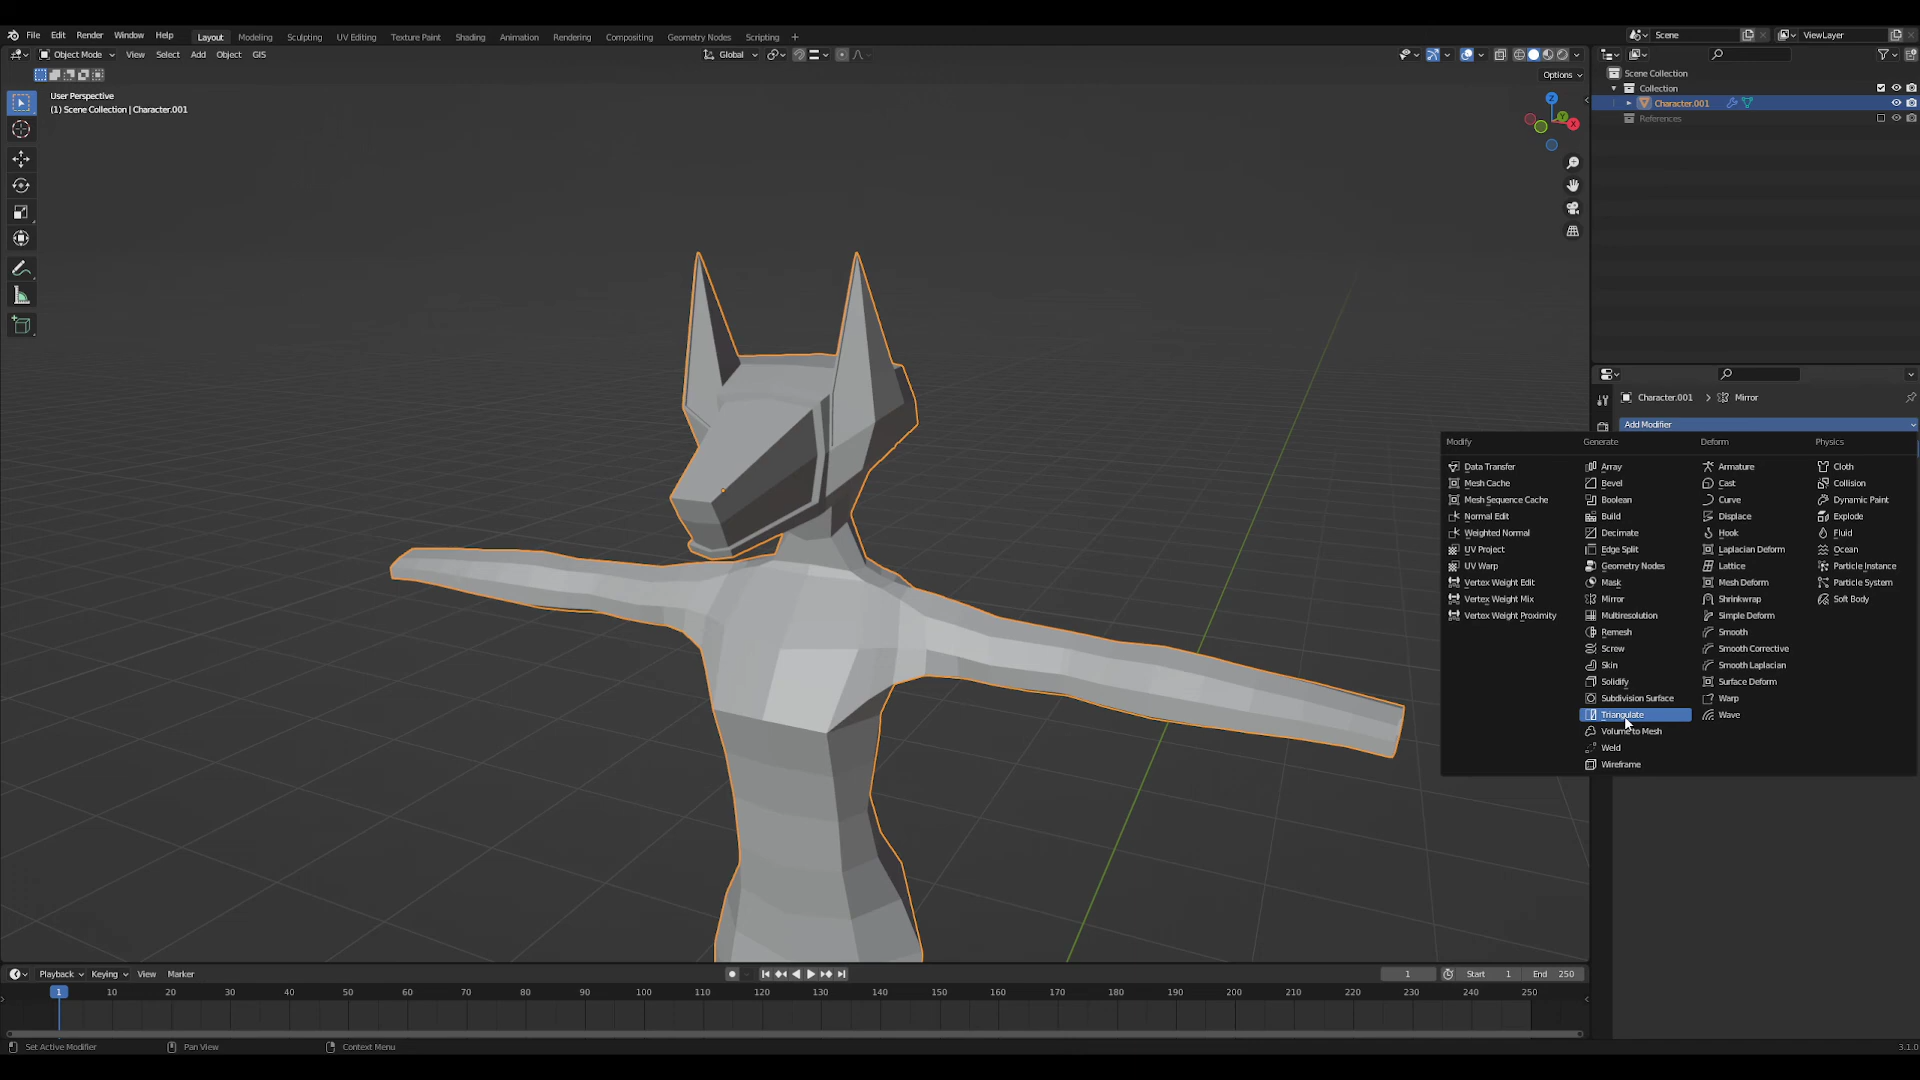 File Edit Render Window Help Layout Modeling Sculpting UV Editing Texture Paint Shading Animation Rendering Compositing Geometry Nodes Scripting + Scene ViewLayer
Object Mode View Select Add Object GIS Global
Options
User Perspective
(1) Scene Collection | Character.001
Z
Y
X
Scene Collection
Collection
Character.001
References
Character.001 > Mirror
Add Modifier
Modify Generate Deform Physics
Data Transfer Array Armature Cloth
Mesh Cache Bevel Cast Collision
Mesh Sequence Cache Boolean Curve Dynamic Paint
Normal Edit Build Displace Explode
Weighted Normal Decimate Hook Fluid
UV Project Edge Split Laplacian Deform Ocean
UV Warp Geometry Nodes Lattice Particle Instance
Vertex Weight Edit Mask Mesh Deform Particle System
Vertex Weight Mix Mirror Shrinkwrap Soft Body
Vertex Weight Proximity Multiresolution Simple Deform
Remesh Smooth
Screw Smooth Corrective
Skin Smooth Laplacian
Solidify Surface Deform
Subdivision Surface Warp
Triangulate Wave
Volume to Mesh
Weld
Wireframe
Playback Keying View Marker 1 Start 1 End 250
1 10 20 30 40 50 60 70 80 90 100 110 120 130 140 150 160 170 180 190 200 210 220 230 240 250
Set Active Modifier Pan View Context Menu 3.1.0